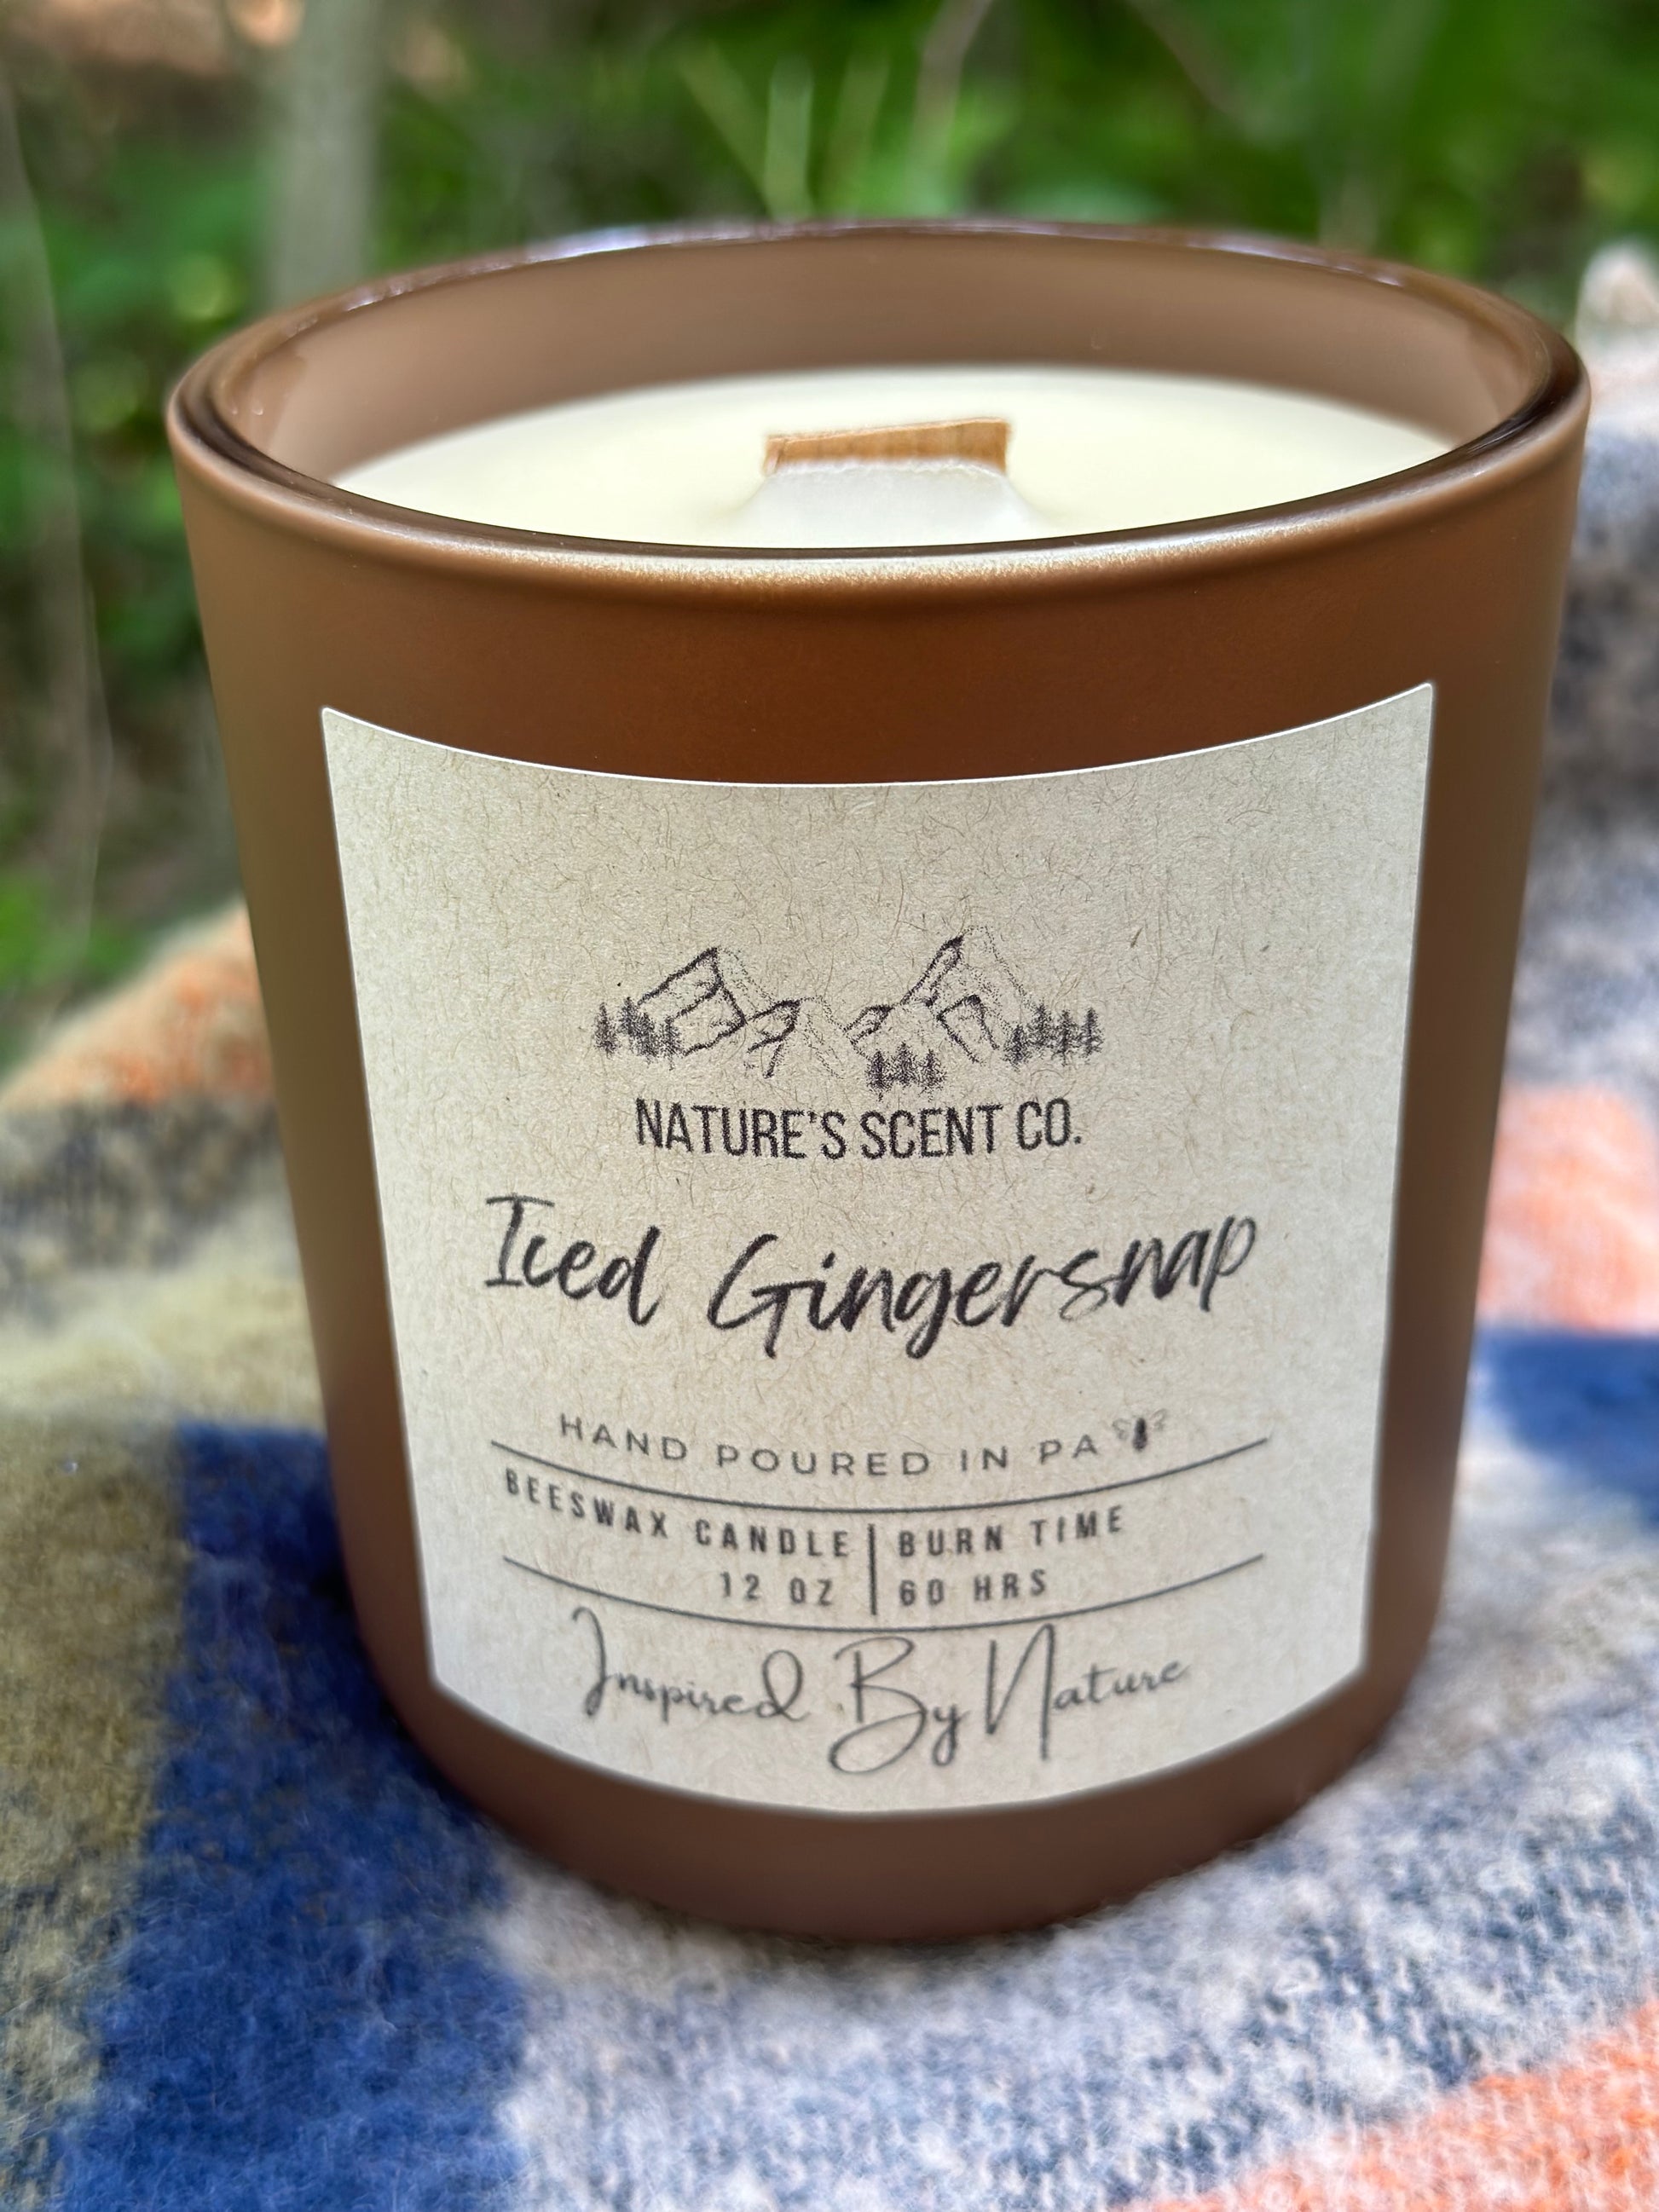 NATURE'S SCENT CO.
Iced Gingersnap
HAND POURED IN PA
BEESWAX CANDLE | BURN TIME
12 OZ | 60 HRS
Inspired By Nature